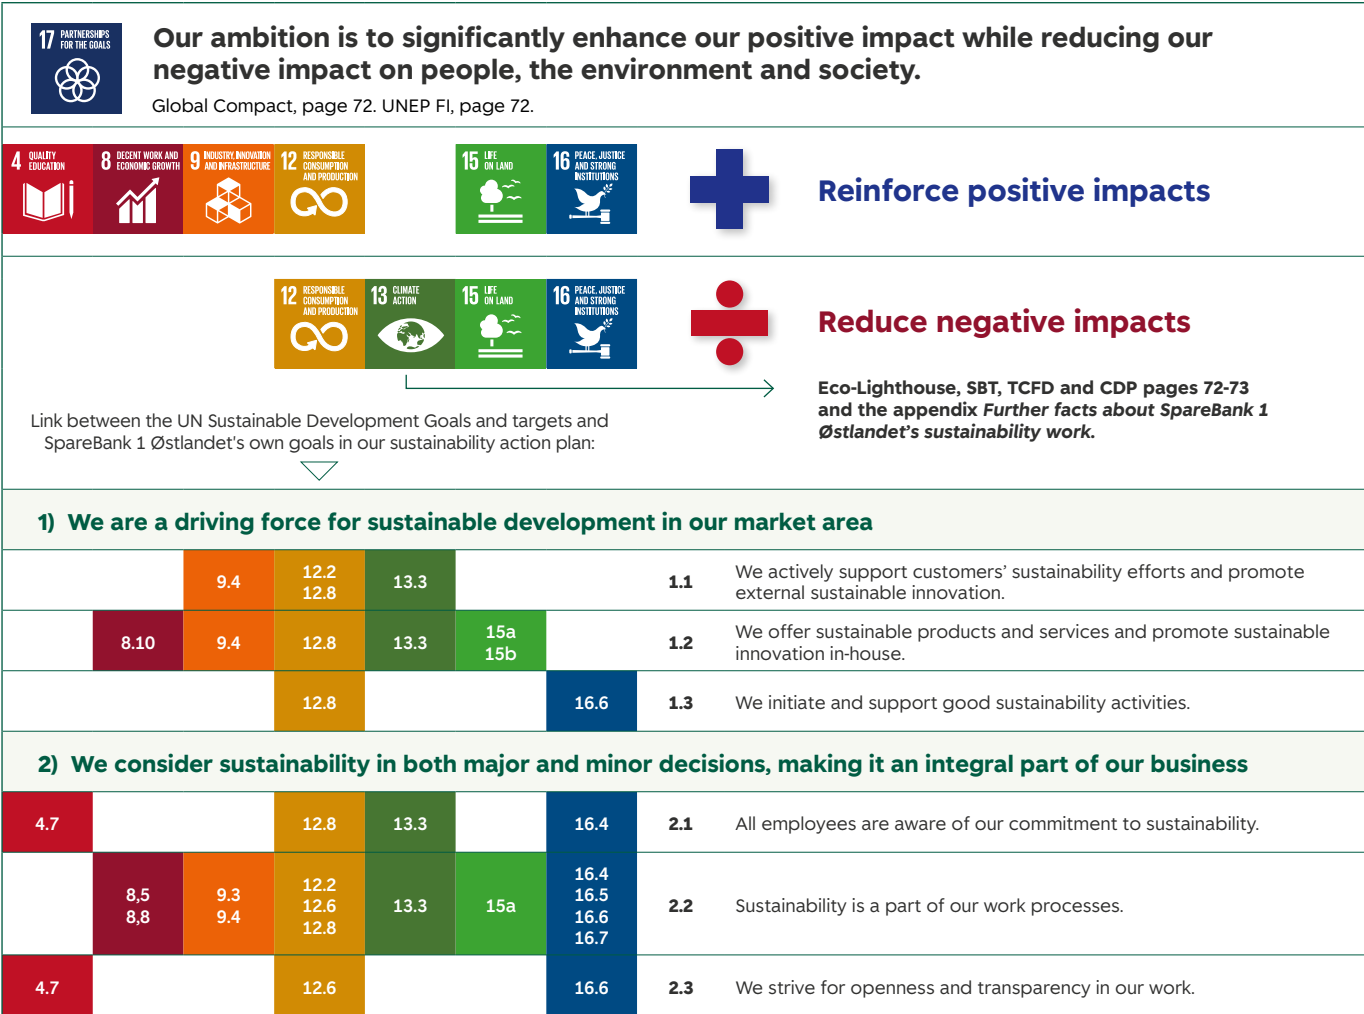 17 PARTNERSHIPS
FOR THE GOALS
Our ambition is to significantly enhance our positive impact while reducing our
negative impact on people, the environment and society.
Global Compact, page 72. UNEP FI, page 72.
4 QUALITY
EDUCATION
8 DECENT WORK AND
ECONOMIC GROWTH
9 INDUSTRY, INNOVATION
AND INFRASTRUCTURE
12 RESPONSIBLE
CONSUMPTION
AND PRODUCTION
15 LIFE
ON LAND
16 PEACE, JUSTICE
AND STRONG
INSTITUTIONS
Reinforce positive impacts
12 RESPONSIBLE
CONSUMPTION
AND PRODUCTION
13 CLIMATE
ACTION
15 LIFE
ON LAND
16 PEACE, JUSTICE
AND STRONG
INSTITUTIONS
Reduce negative impacts
Eco-Lighthouse, SBT, TCFD and CDP pages 72-73
and the appendix Further facts about SpareBank 1
Østlandet's sustainability work.
Link between the UN Sustainable Development Goals and targets and
SpareBank 1 Østlandet's own goals in our sustainability action plan:
1) We are a driving force for sustainable development in our market area
9.4
12.2
12.8
13.3
1.1
We actively support customers' sustainability efforts and promote
external sustainable innovation.
8.10
9.4
12.8
13.3
15a
15b
1.2
We offer sustainable products and services and promote sustainable
innovation in-house.
12.8
16.6
1.3
We initiate and support good sustainability activities.
2) We consider sustainability in both major and minor decisions, making it an integral part of our business
4.7
12.8
13.3
16.4
2.1
All employees are aware of our commitment to sustainability.
8,5
8,8
9.3
9.4
12.2
12.6
12.8
13.3
15a
16.4
16.5
16.6
16.7
2.2
Sustainability is a part of our work processes.
4.7
12.6
16.6
2.3
We strive for openness and transparency in our work.